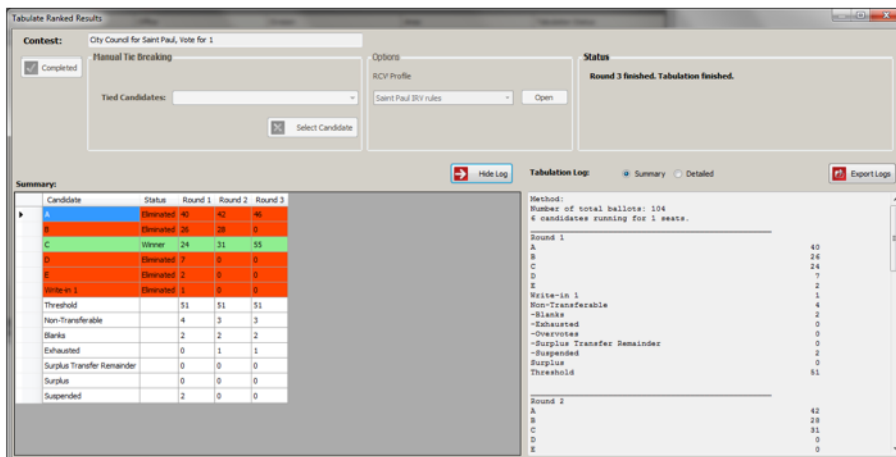 Tabulate Ranked Results
Contest: City Council for Saint Paul, Vote for 1
Completed
Manual Tie Breaking
Tied Candidates:
Select Candidate
Options
RCV Profile
Saint Paul IRV rules Open
Status
Round 3 finished. Tabulation finished.
Hide Log
Tabulation Log: Summary Detailed Export Logs
Summary:
Candidate Status Round 1 Round 2 Round 3
A Eliminated 40 42 46
B Eliminated 26 28 0
C Winner 24 31 55
D Eliminated 7 0 0
E Eliminated 2 0 0
Write-in 1 Eliminated 1 0 0
Threshold 51 51 51
Non-Transferable 4 3 3
Blanks 2 2 2
Exhausted 0 1 1
Surplus Transfer Remainder 0 0 0
Surplus 0 0 0
Suspended 2 0 0
Method:
Number of total ballots: 104
6 candidates running for 1 seats.
Round 1
A 40
B 26
C 24
D 7
E 2
Write-in 1 1
Non-Transferable 4
-Blanks 2
-Exhausted 0
-Overvotes 0
-Surplus Transfer Remainder 0
-Suspended 2
Surplus 0
Threshold 51
Round 2
A 42
B 28
C 31
D 0
E 0